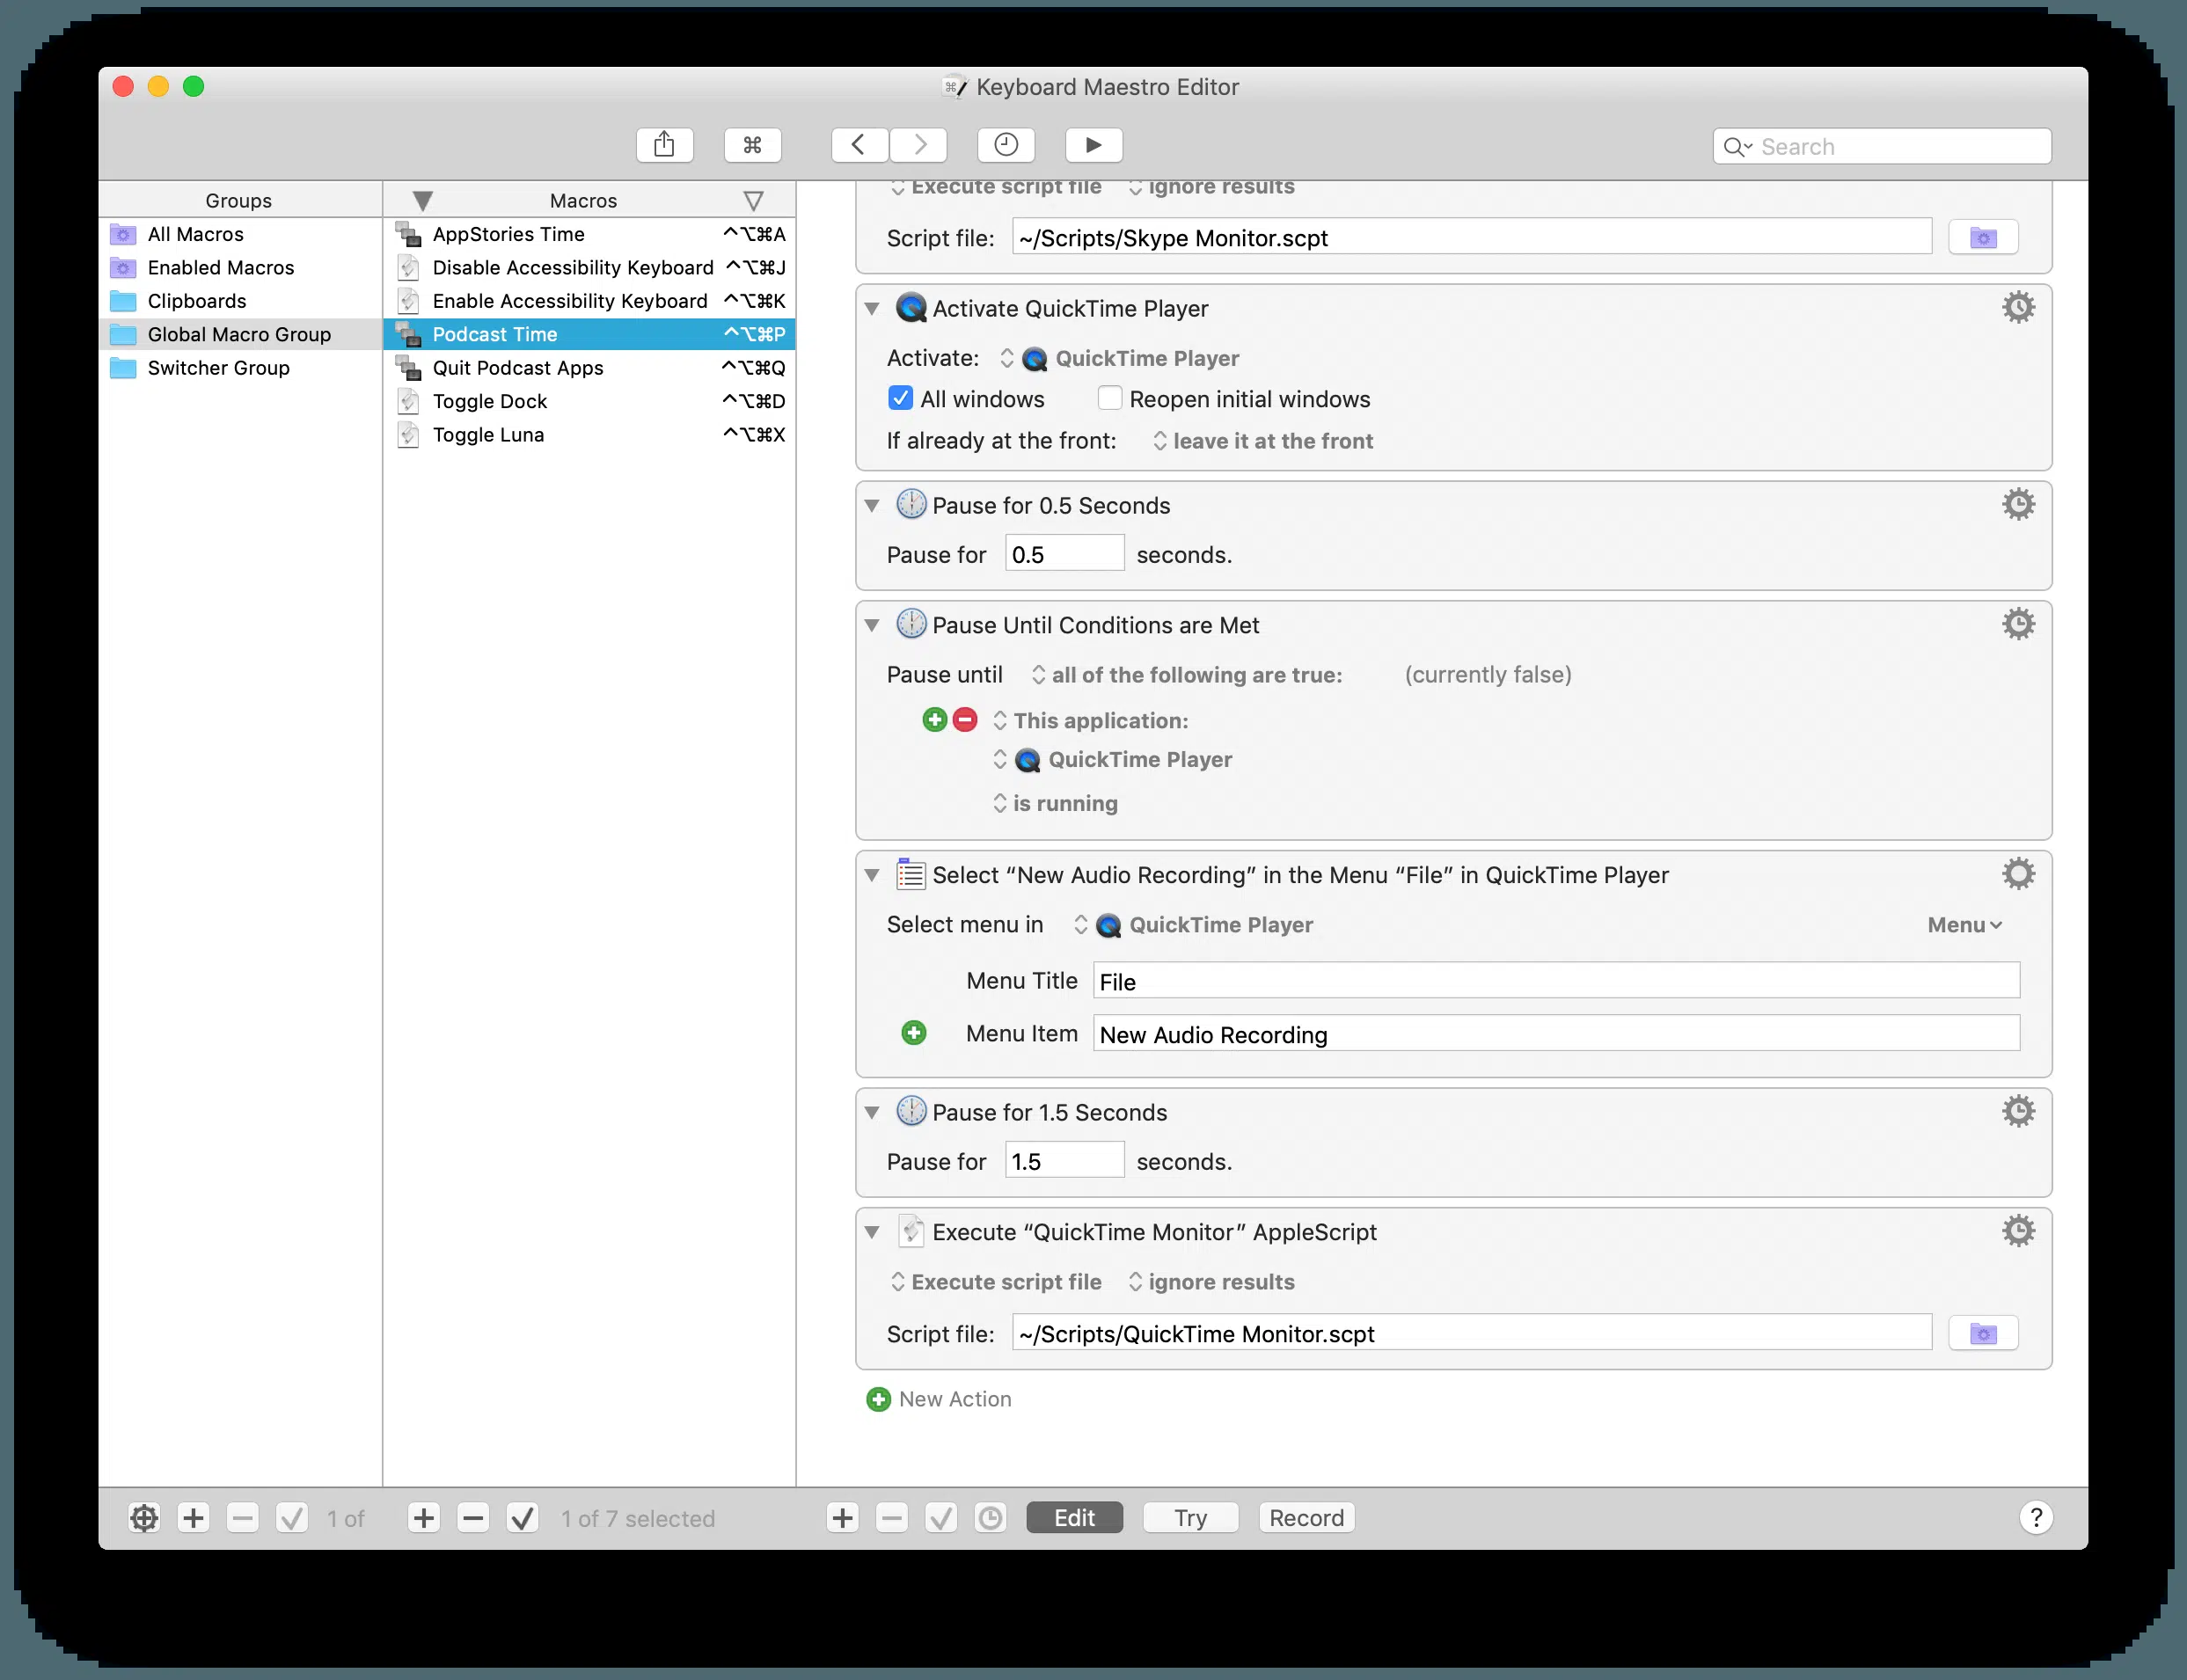 Keyboard Maestro Editor
Search
Groups
All Macros
Enabled Macros
Clipboards
Global Macro Group
Switcher Group
Macros
AppStories Time ^⌥⌘A
Disable Accessibility Keyboard ^⌥⌘J
Enable Accessibility Keyboard ^⌥⌘K
Podcast Time ^⌥⌘P
Quit Podcast Apps ^⌥⌘Q
Toggle Dock ^⌥⌘D
Toggle Luna ^⌥⌘X
Execute script file ignore results
Script file: ~/Scripts/Skype Monitor.scpt
Activate QuickTime Player
Activate: QuickTime Player
All windows Reopen initial windows
If already at the front: leave it at the front
Pause for 0.5 Seconds
Pause for 0.5 seconds.
Pause Until Conditions are Met
Pause until all of the following are true: (currently false)
This application:
QuickTime Player
is running
Select “New Audio Recording” in the Menu “File” in QuickTime Player
Select menu in QuickTime Player Menu
Menu Title File
Menu Item New Audio Recording
Pause for 1.5 Seconds
Pause for 1.5 seconds.
Execute “QuickTime Monitor” AppleScript
Execute script file ignore results
Script file: ~/Scripts/QuickTime Monitor.scpt
New Action
1 of
1 of 7 selected
Edit Try Record ?